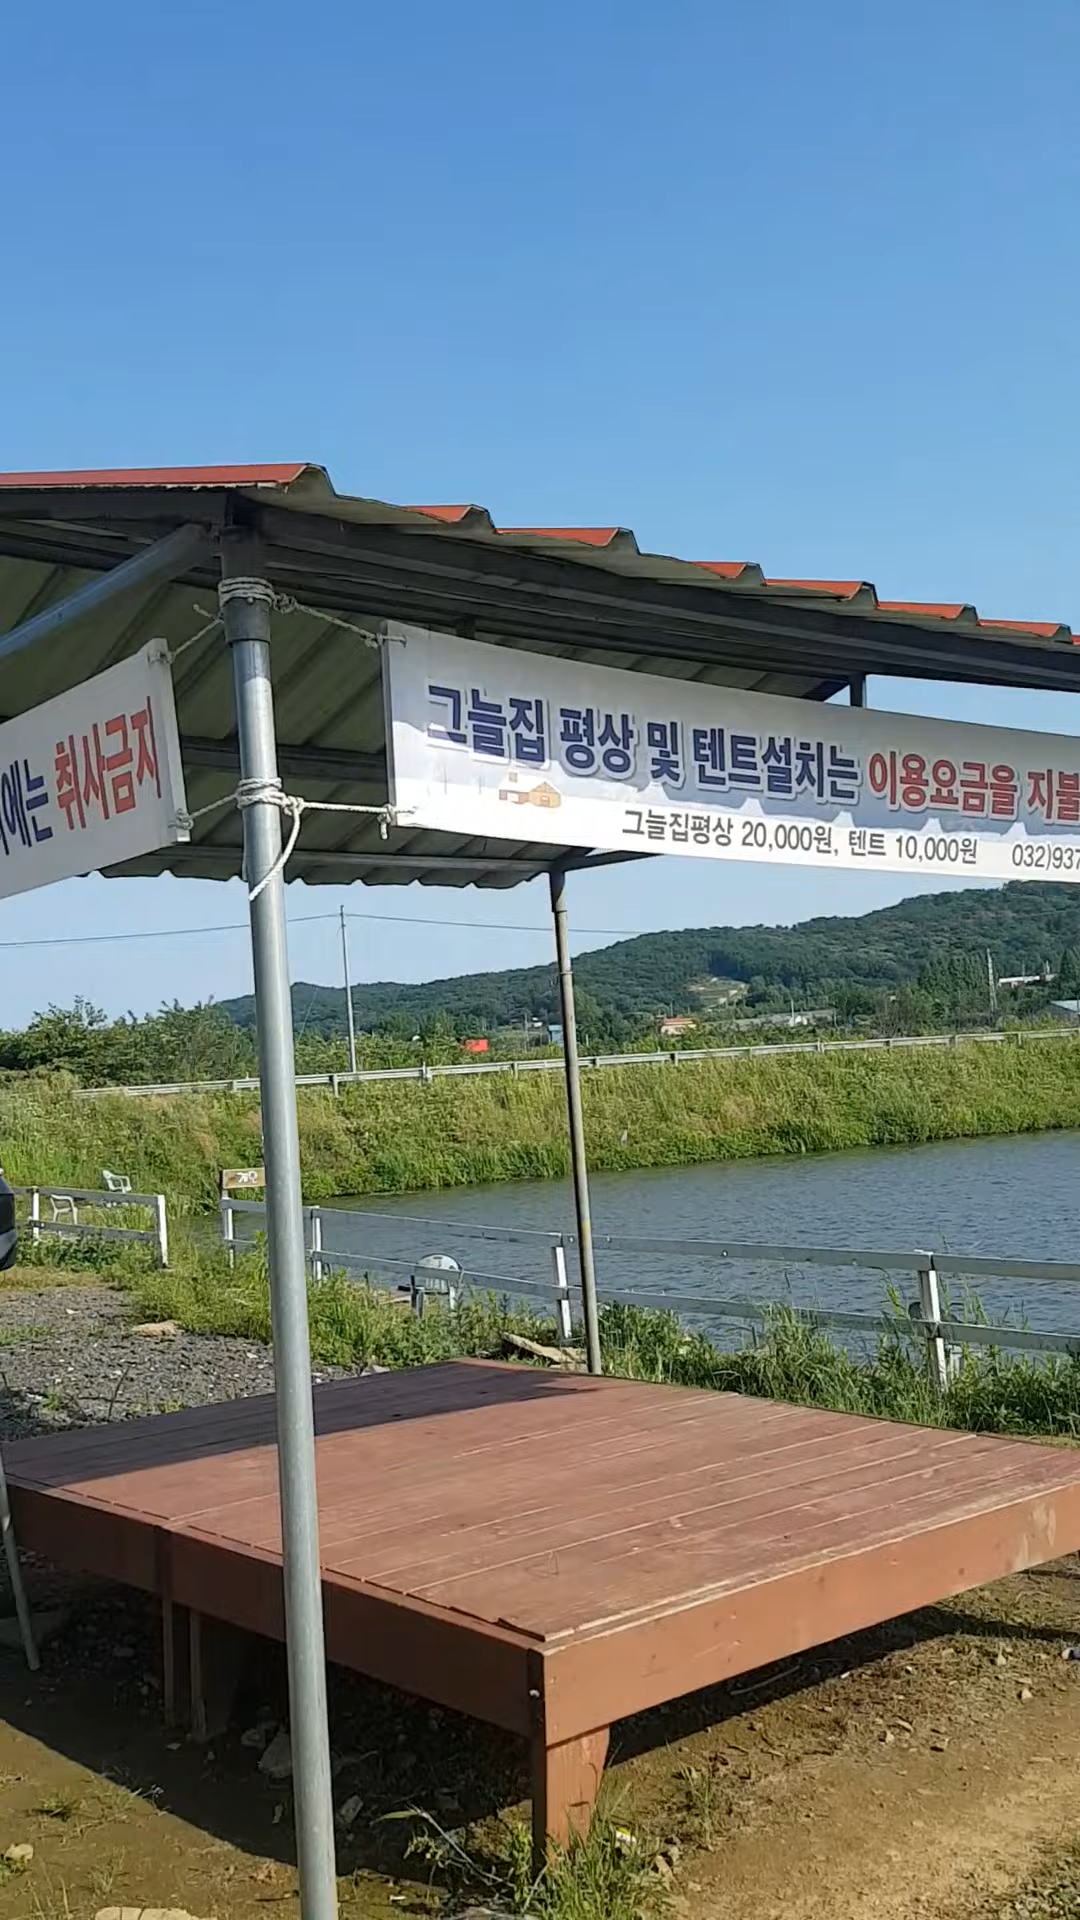 에는 취사금지
그늘집 평상 및 텐트설치는 이용요금을 지불
그늘집평상 20,000원, 텐트 10,000원 032)937